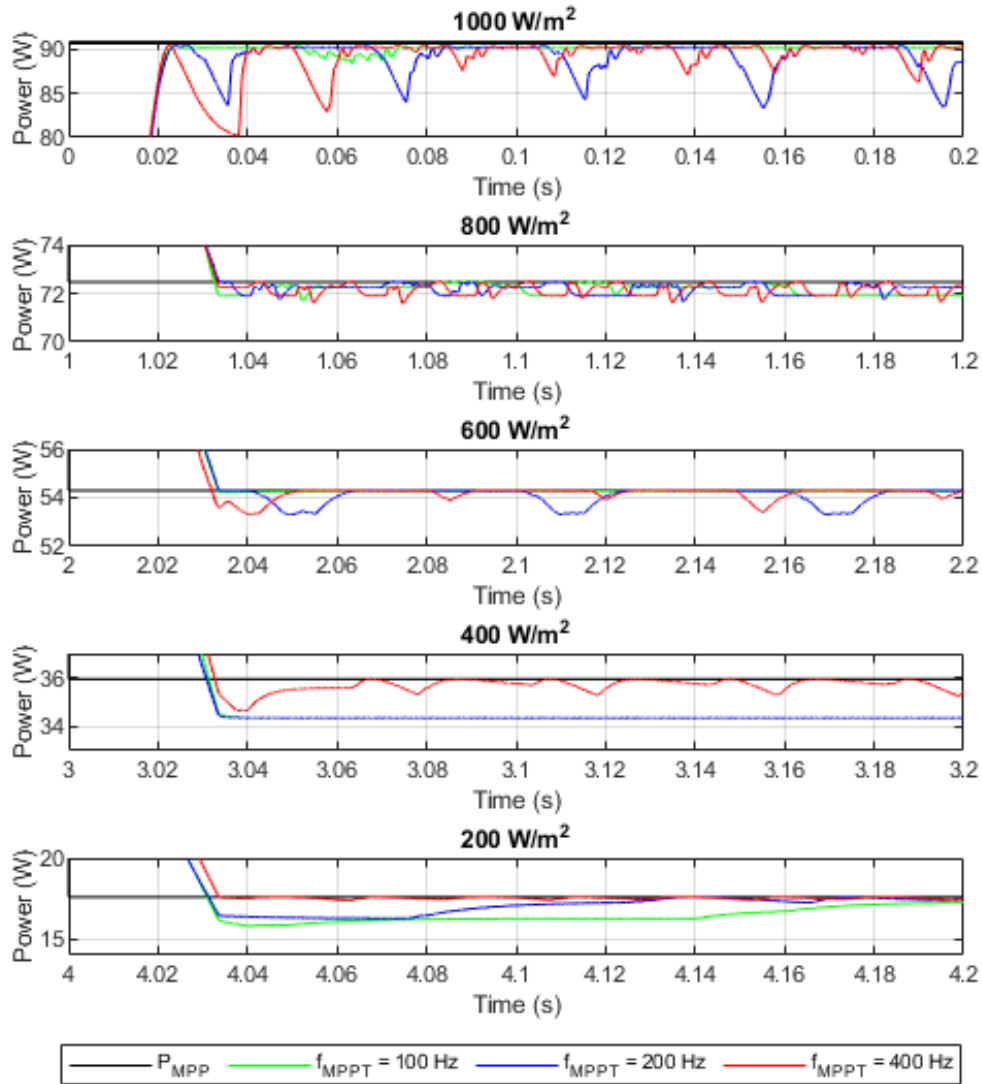 1000 W/m²
Power (W)
90
85
80
0 0.02 0.04 0.06 0.08 0.1 0.12 0.14 0.16 0.18 0.2
Time (s)
800 W/m²
Power (W)
74
72
70
1 1.02 1.04 1.06 1.08 1.1 1.12 1.14 1.16 1.18 1.2
Time (s)
600 W/m²
Power (W)
56
54
52
2 2.02 2.04 2.06 2.08 2.1 2.12 2.14 2.16 2.18 2.2
Time (s)
400 W/m²
Power (W)
36
34
3 3.02 3.04 3.06 3.08 3.1 3.12 3.14 3.16 3.18 3.2
Time (s)
200 W/m²
Power (W)
20
15
4 4.02 4.04 4.06 4.08 4.1 4.12 4.14 4.16 4.18 4.2
Time (s)
P_MPP f_MPPT = 100 Hz f_MPPT = 200 Hz f_MPPT = 400 Hz